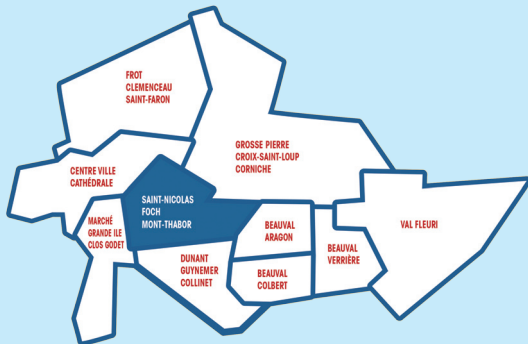 FROT
CLEMENCEAU
SAINT-FARON
GROSSE PIERRE
CROIX-SAINT-LOUP
CORNICHE
CENTRE VILLE
CATHÉDRALE
SAINT-NICOLAS
FOCH
MONT-THABOR
MARCHÉ
GRANDE ILE
CLOS GODET
BEAUVAL
ARAGON
VAL FLEURI
BEAUVAL
VERRIÈRE
DUNANT
GUYNEMER
COLLINET
BEAUVAL
COLBERT